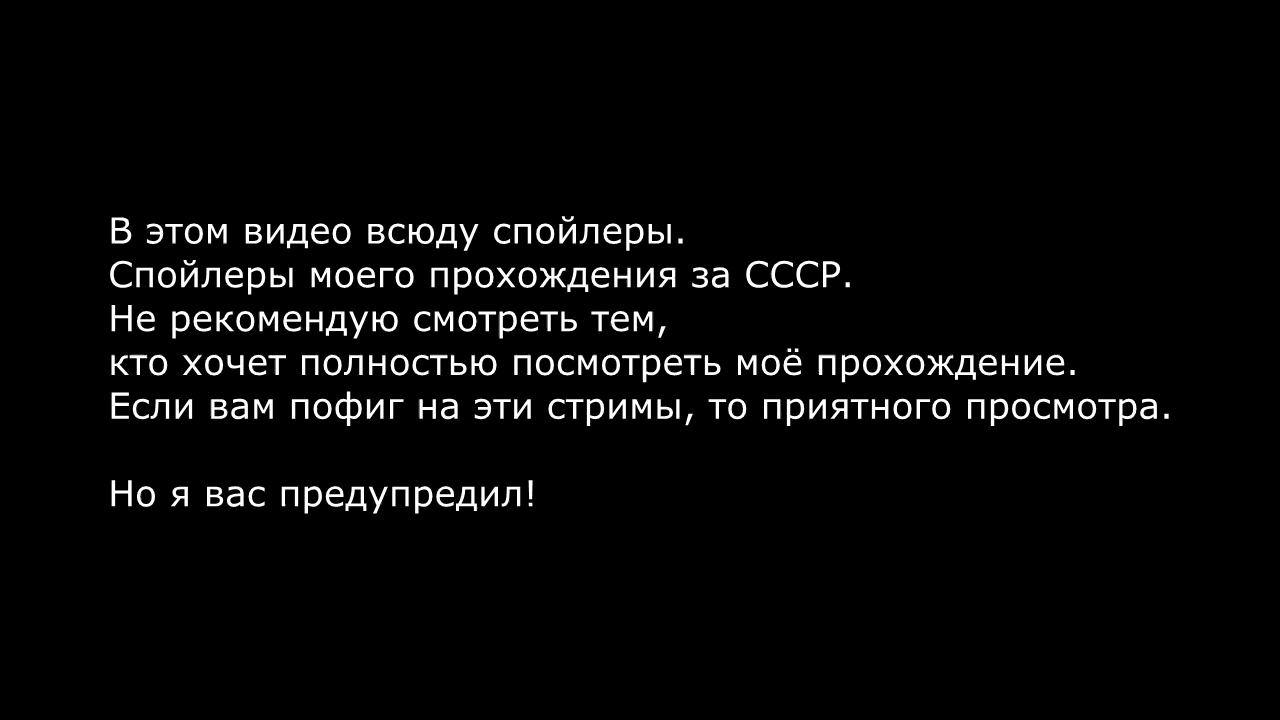 В этом видео всюду спойлеры.
Спойлеры моего прохождения за СССР.
Не рекомендую смотреть тем,
кто хочет полностью посмотреть моё прохождение.
Если вам пофиг на эти стримы, то приятного просмотра.
Но я вас предупредил!